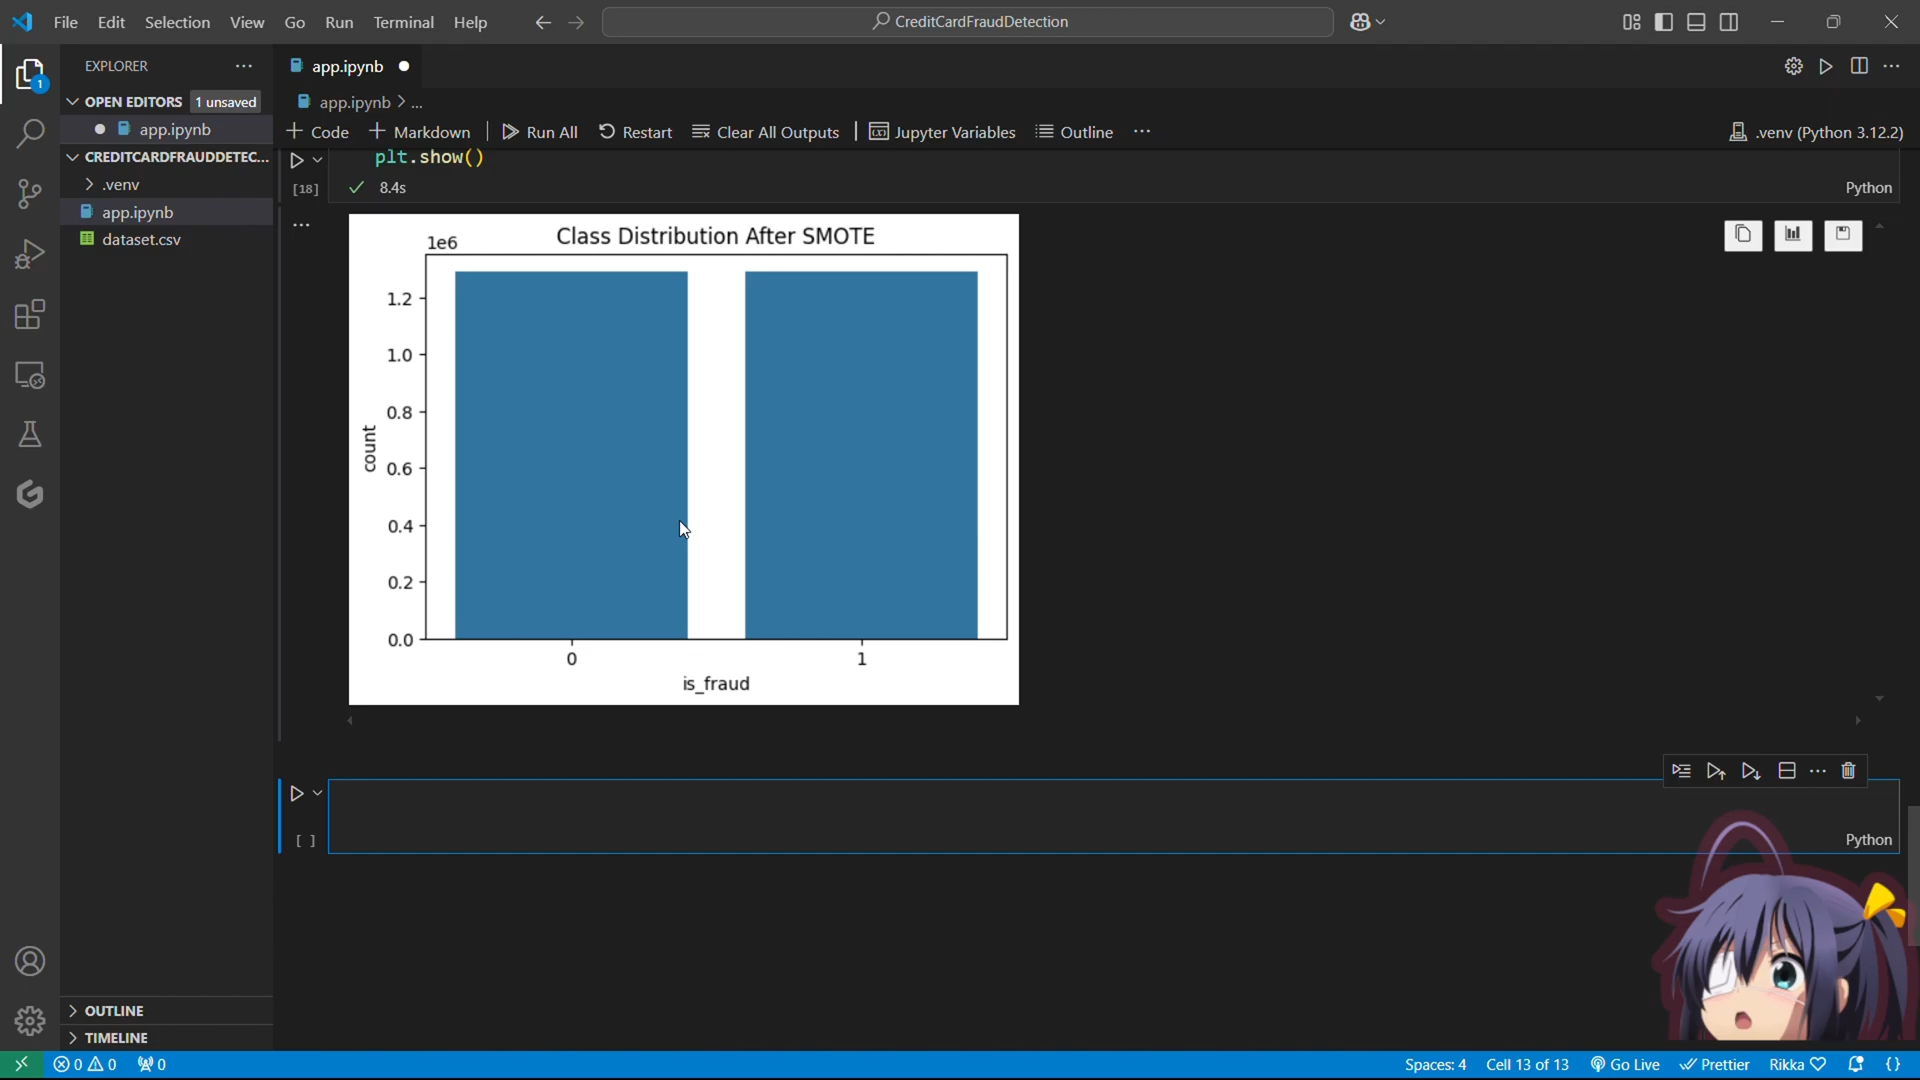 File Edit Selection View Go Run Terminal Help
CreditCardFraudDetection
EXPLORER
1
OPEN EDITORS 1 unsaved
app.ipynb
CREDITCARDFRAUDDETEC...
.venv
app.ipynb
dataset.csv
OUTLINE
TIMELINE
app.ipynb
app.ipynb > ...
+ Code + Markdown Run All Restart Clear All Outputs Jupyter Variables Outline ... .venv (Python 3.12.2)
plt.show()
[18] 8.4s Python
Class Distribution After SMOTE
1e6
1.2
1.0
0.8
0.6
0.4
0.2
0.0
count
0 1
is_fraud
[ ] Python
0 0 0 Spaces: 4 Cell 13 of 13 Go Live Prettier Rikka {}